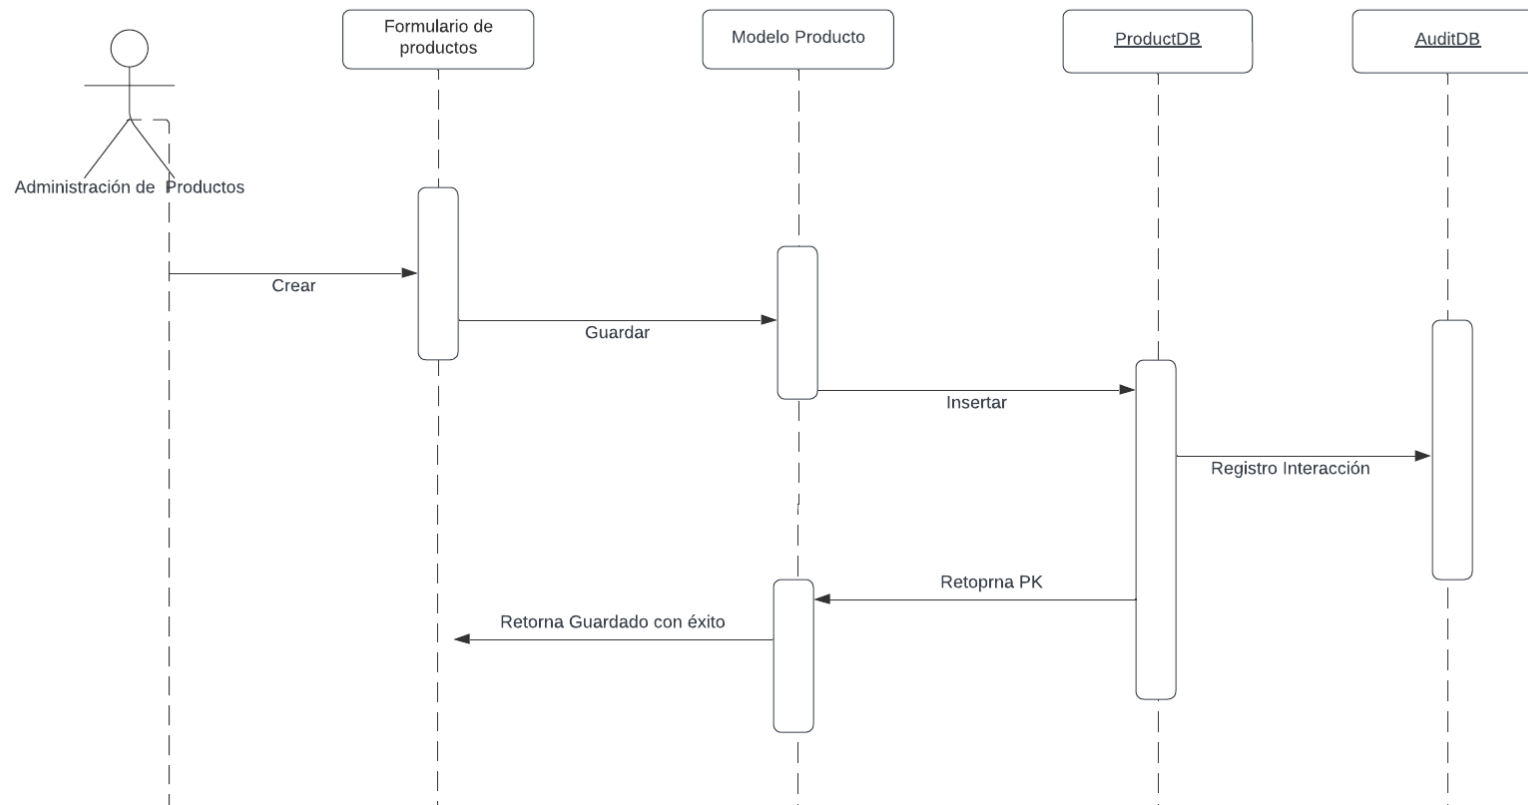 Formulario de
productos
Modelo Producto
ProductDB
AuditDB
Administración de  Productos
Crear
Guardar
Insertar
Registro Interacción
Retoprna PK
Retorna Guardado con éxito